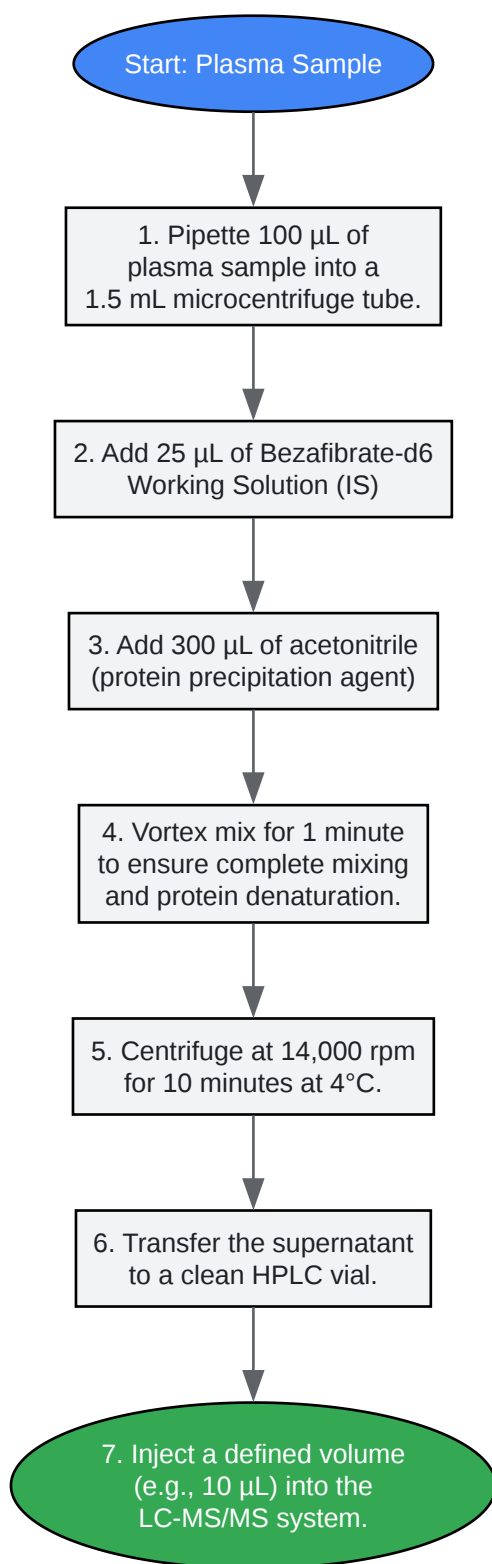 Start: Plasma Sample
1. Pipette 100 µL of
plasma sample into a
1.5 mL microcentrifuge tube.
2. Add 25 µL of Bezafibrate-d6
Working Solution (IS)
3. Add 300 µL of acetonitrile
(protein precipitation agent)
4. Vortex mix for 1 minute
to ensure complete mixing
and protein denaturation.
5. Centrifuge at 14,000 rpm
for 10 minutes at 4°C.
6. Transfer the supernatant
to a clean HPLC vial.
7. Inject a defined volume
(e.g., 10 µL) into the
LC-MS/MS system.